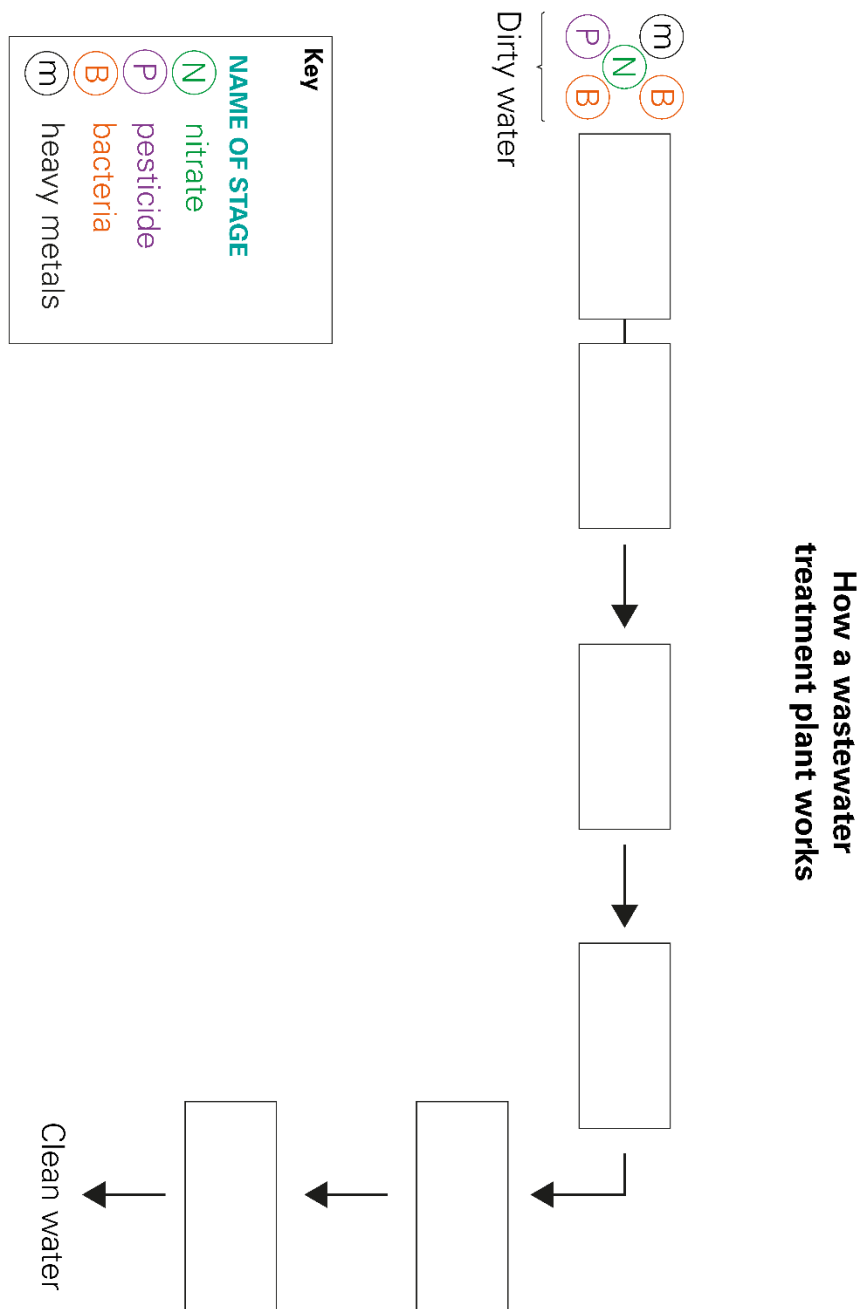 How a wastewater
treatment plant works
m
B
N
P
B
Dirty water
Clean water
Key
NAME OF STAGE
N nitrate
P pesticide
B bacteria
m heavy metals